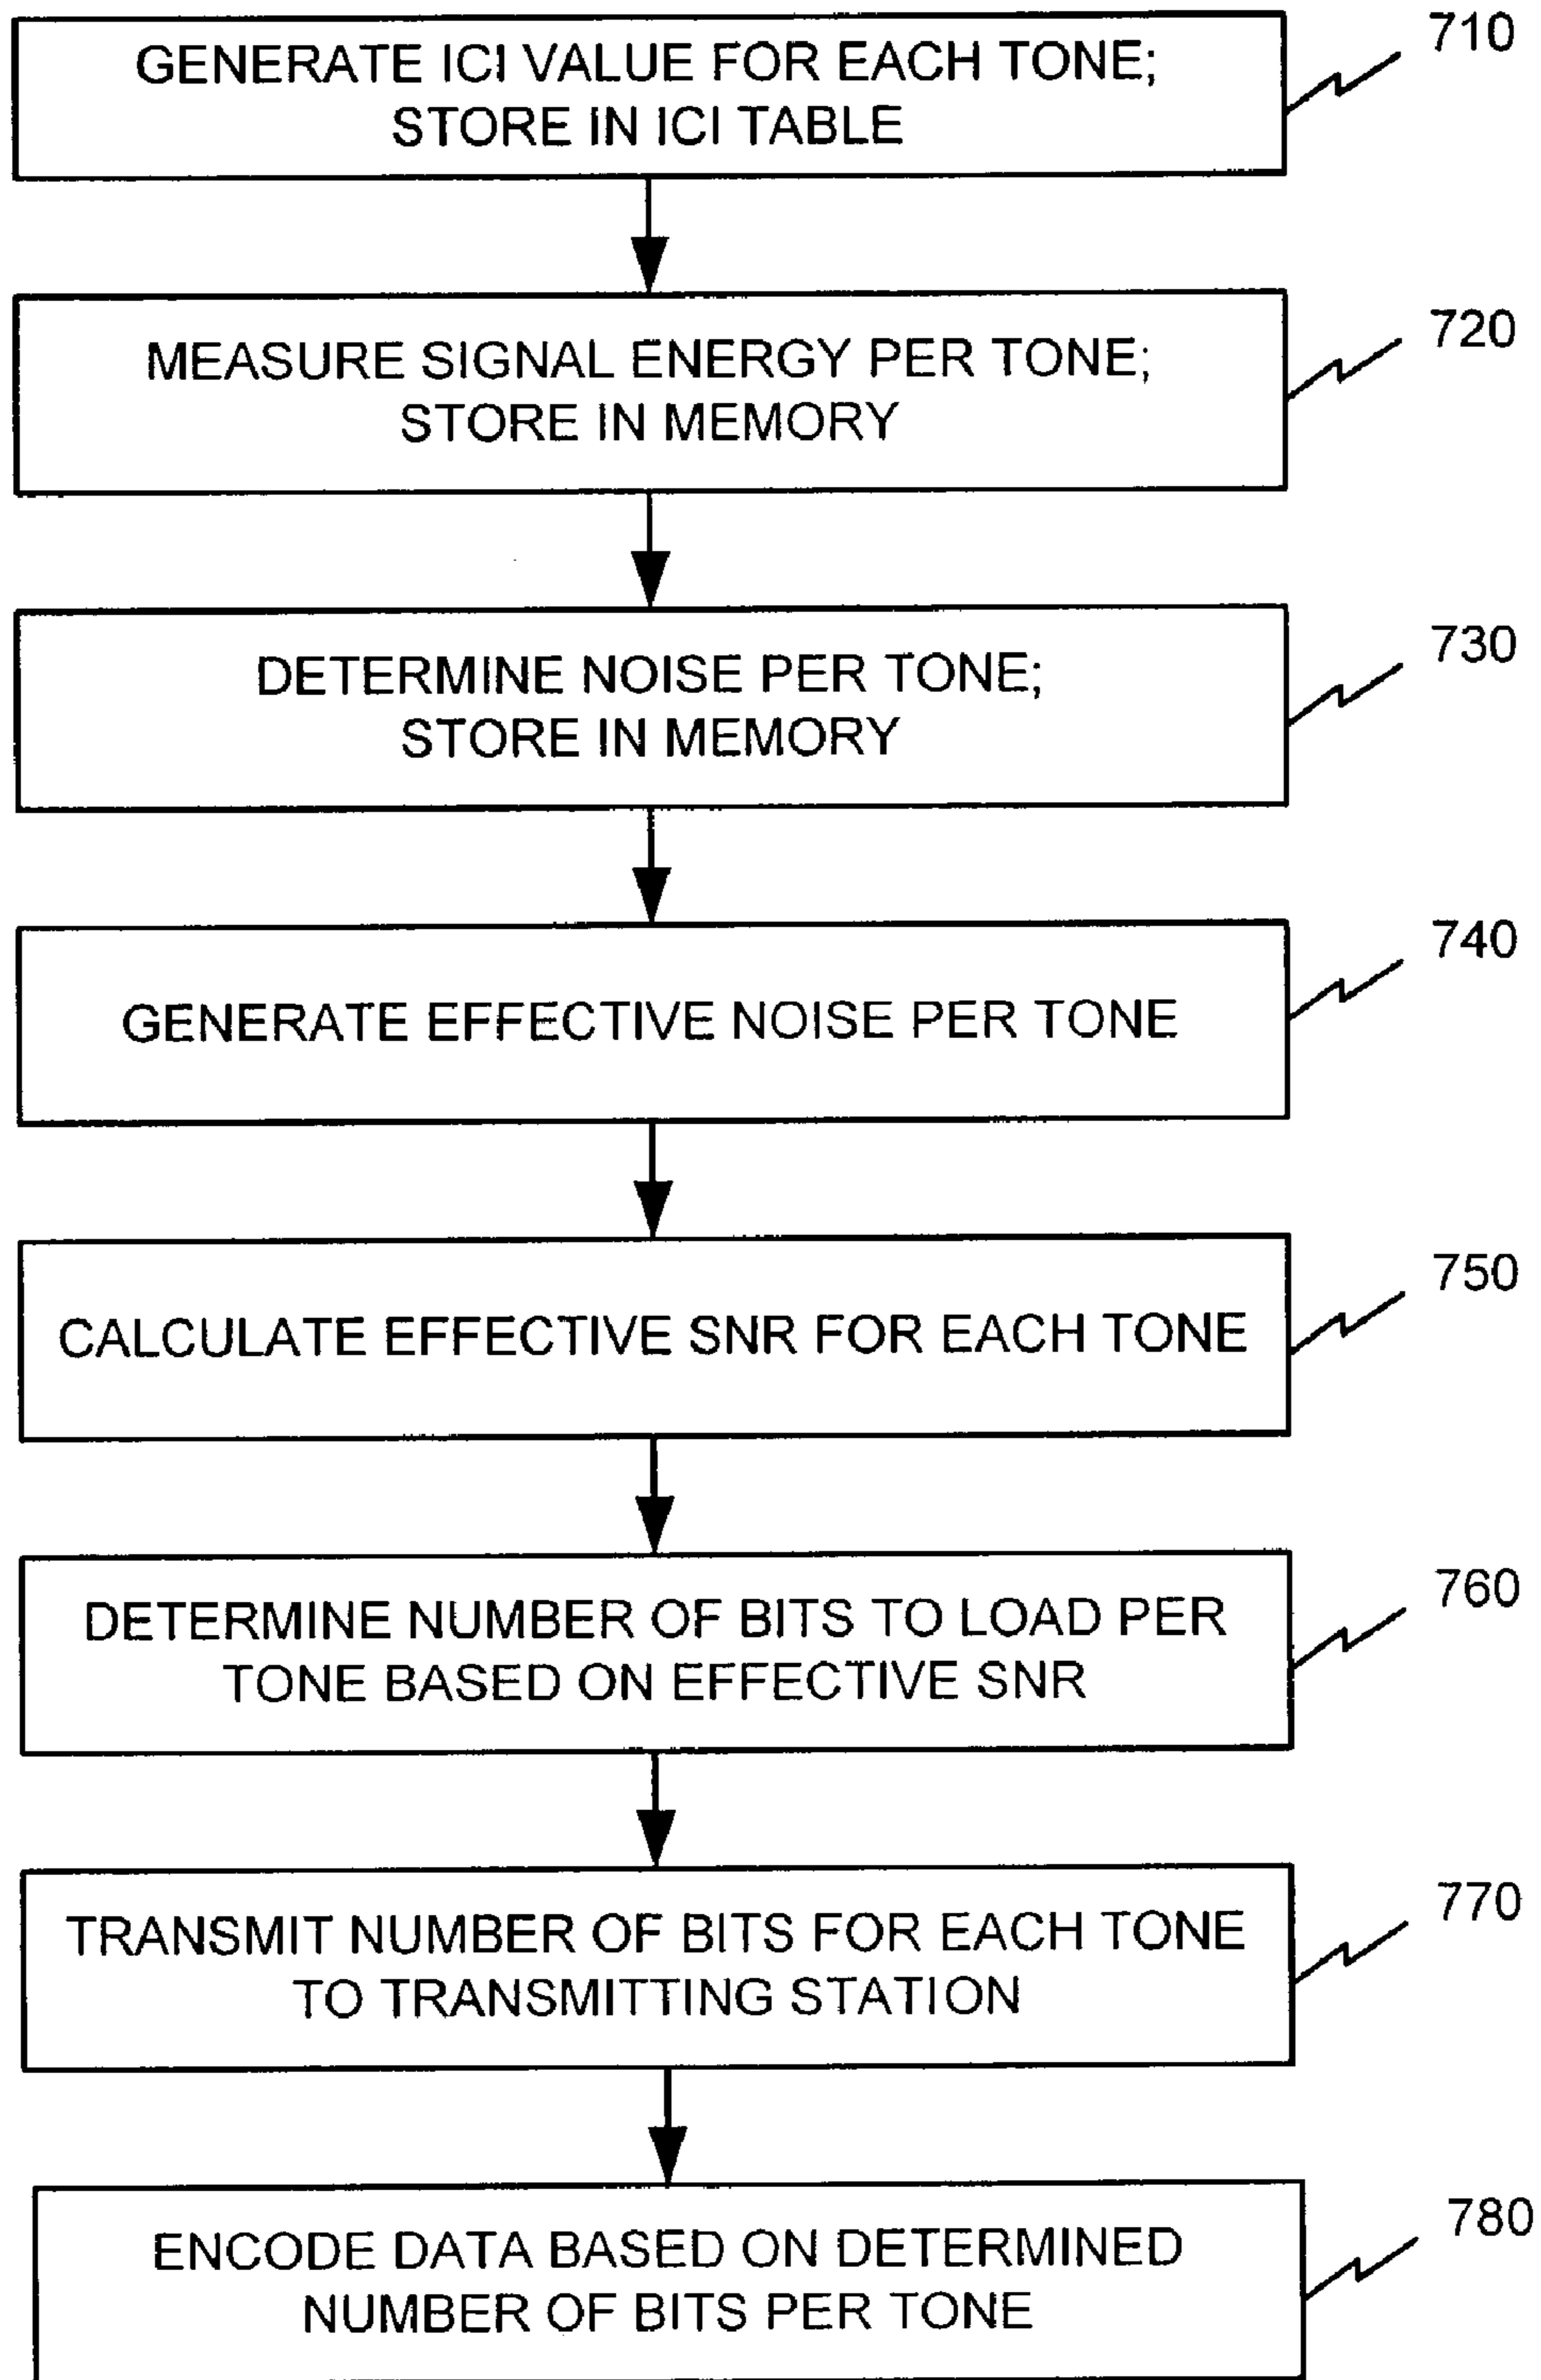 GENERATE ICI VALUE FOR EACH TONE;
STORE IN ICI TABLE
710
MEASURE SIGNAL ENERGY PER TONE;
STORE IN MEMORY
720
DETERMINE NOISE PER TONE;
STORE IN MEMORY
730
GENERATE EFFECTIVE NOISE PER TONE
740
CALCULATE EFFECTIVE SNR FOR EACH TONE
750
DETERMINE NUMBER OF BITS TO LOAD PER
TONE BASED ON EFFECTIVE SNR
760
TRANSMIT NUMBER OF BITS FOR EACH TONE
TO TRANSMITTING STATION
770
ENCODE DATA BASED ON DETERMINED
NUMBER OF BITS PER TONE
780